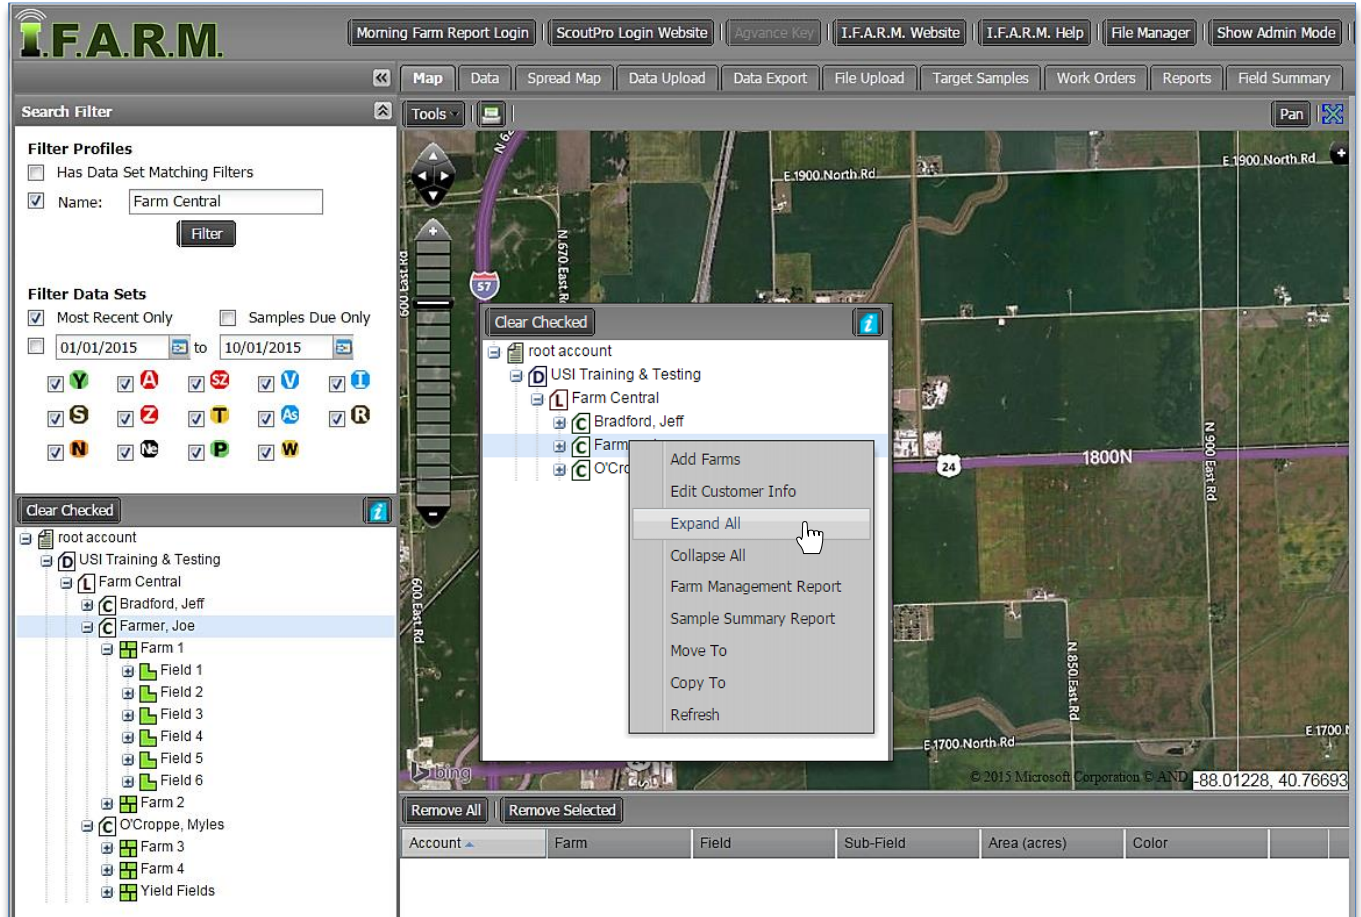 I.F.A.R.M.
Morning Farm Report Login
ScoutPro Login Website
Agvance Key
I.F.A.R.M. Website
I.F.A.R.M. Help
File Manager
Show Admin Mode
Map
Data
Spread Map
Data Upload
Data Export
File Upload
Target Samples
Work Orders
Reports
Field Summary
Search Filter
Filter Profiles
Has Data Set Matching Filters
Name: Farm Central
Filter
Filter Data Sets
Most Recent Only Samples Due Only
01/01/2015 to 10/01/2015
Y A SZ V I
S Z T As R
N Ne P W
Clear Checked i
root account
D USI Training & Testing
L Farm Central
C Bradford, Jeff
C Farmer, Joe
Farm 1
Field 1
Field 2
Field 3
Field 4
Field 5
Field 6
Farm 2
C O'Croppe, Myles
Farm 3
Farm 4
Yield Fields
Tools
Pan
E 1900 North Rd
E 1900 North Rd
N 670 East Rd
600 East Rd
57
24
1800N
N 900 East Rd
600 East Rd
N 850 East Rd
E 1700 North Rd
E 1700 N
bing
© 2015 Microsoft Corporation © AND
-88.01228, 40.76693
Clear Checked i
root account
D USI Training & Testing
L Farm Central
C Bradford, Jeff
C Farm
C O'Cro
Add Farms
Edit Customer Info
Expand All
Collapse All
Farm Management Report
Sample Summary Report
Move To
Copy To
Refresh
Remove All
Remove Selected
Account Farm Field Sub-Field Area (acres) Color